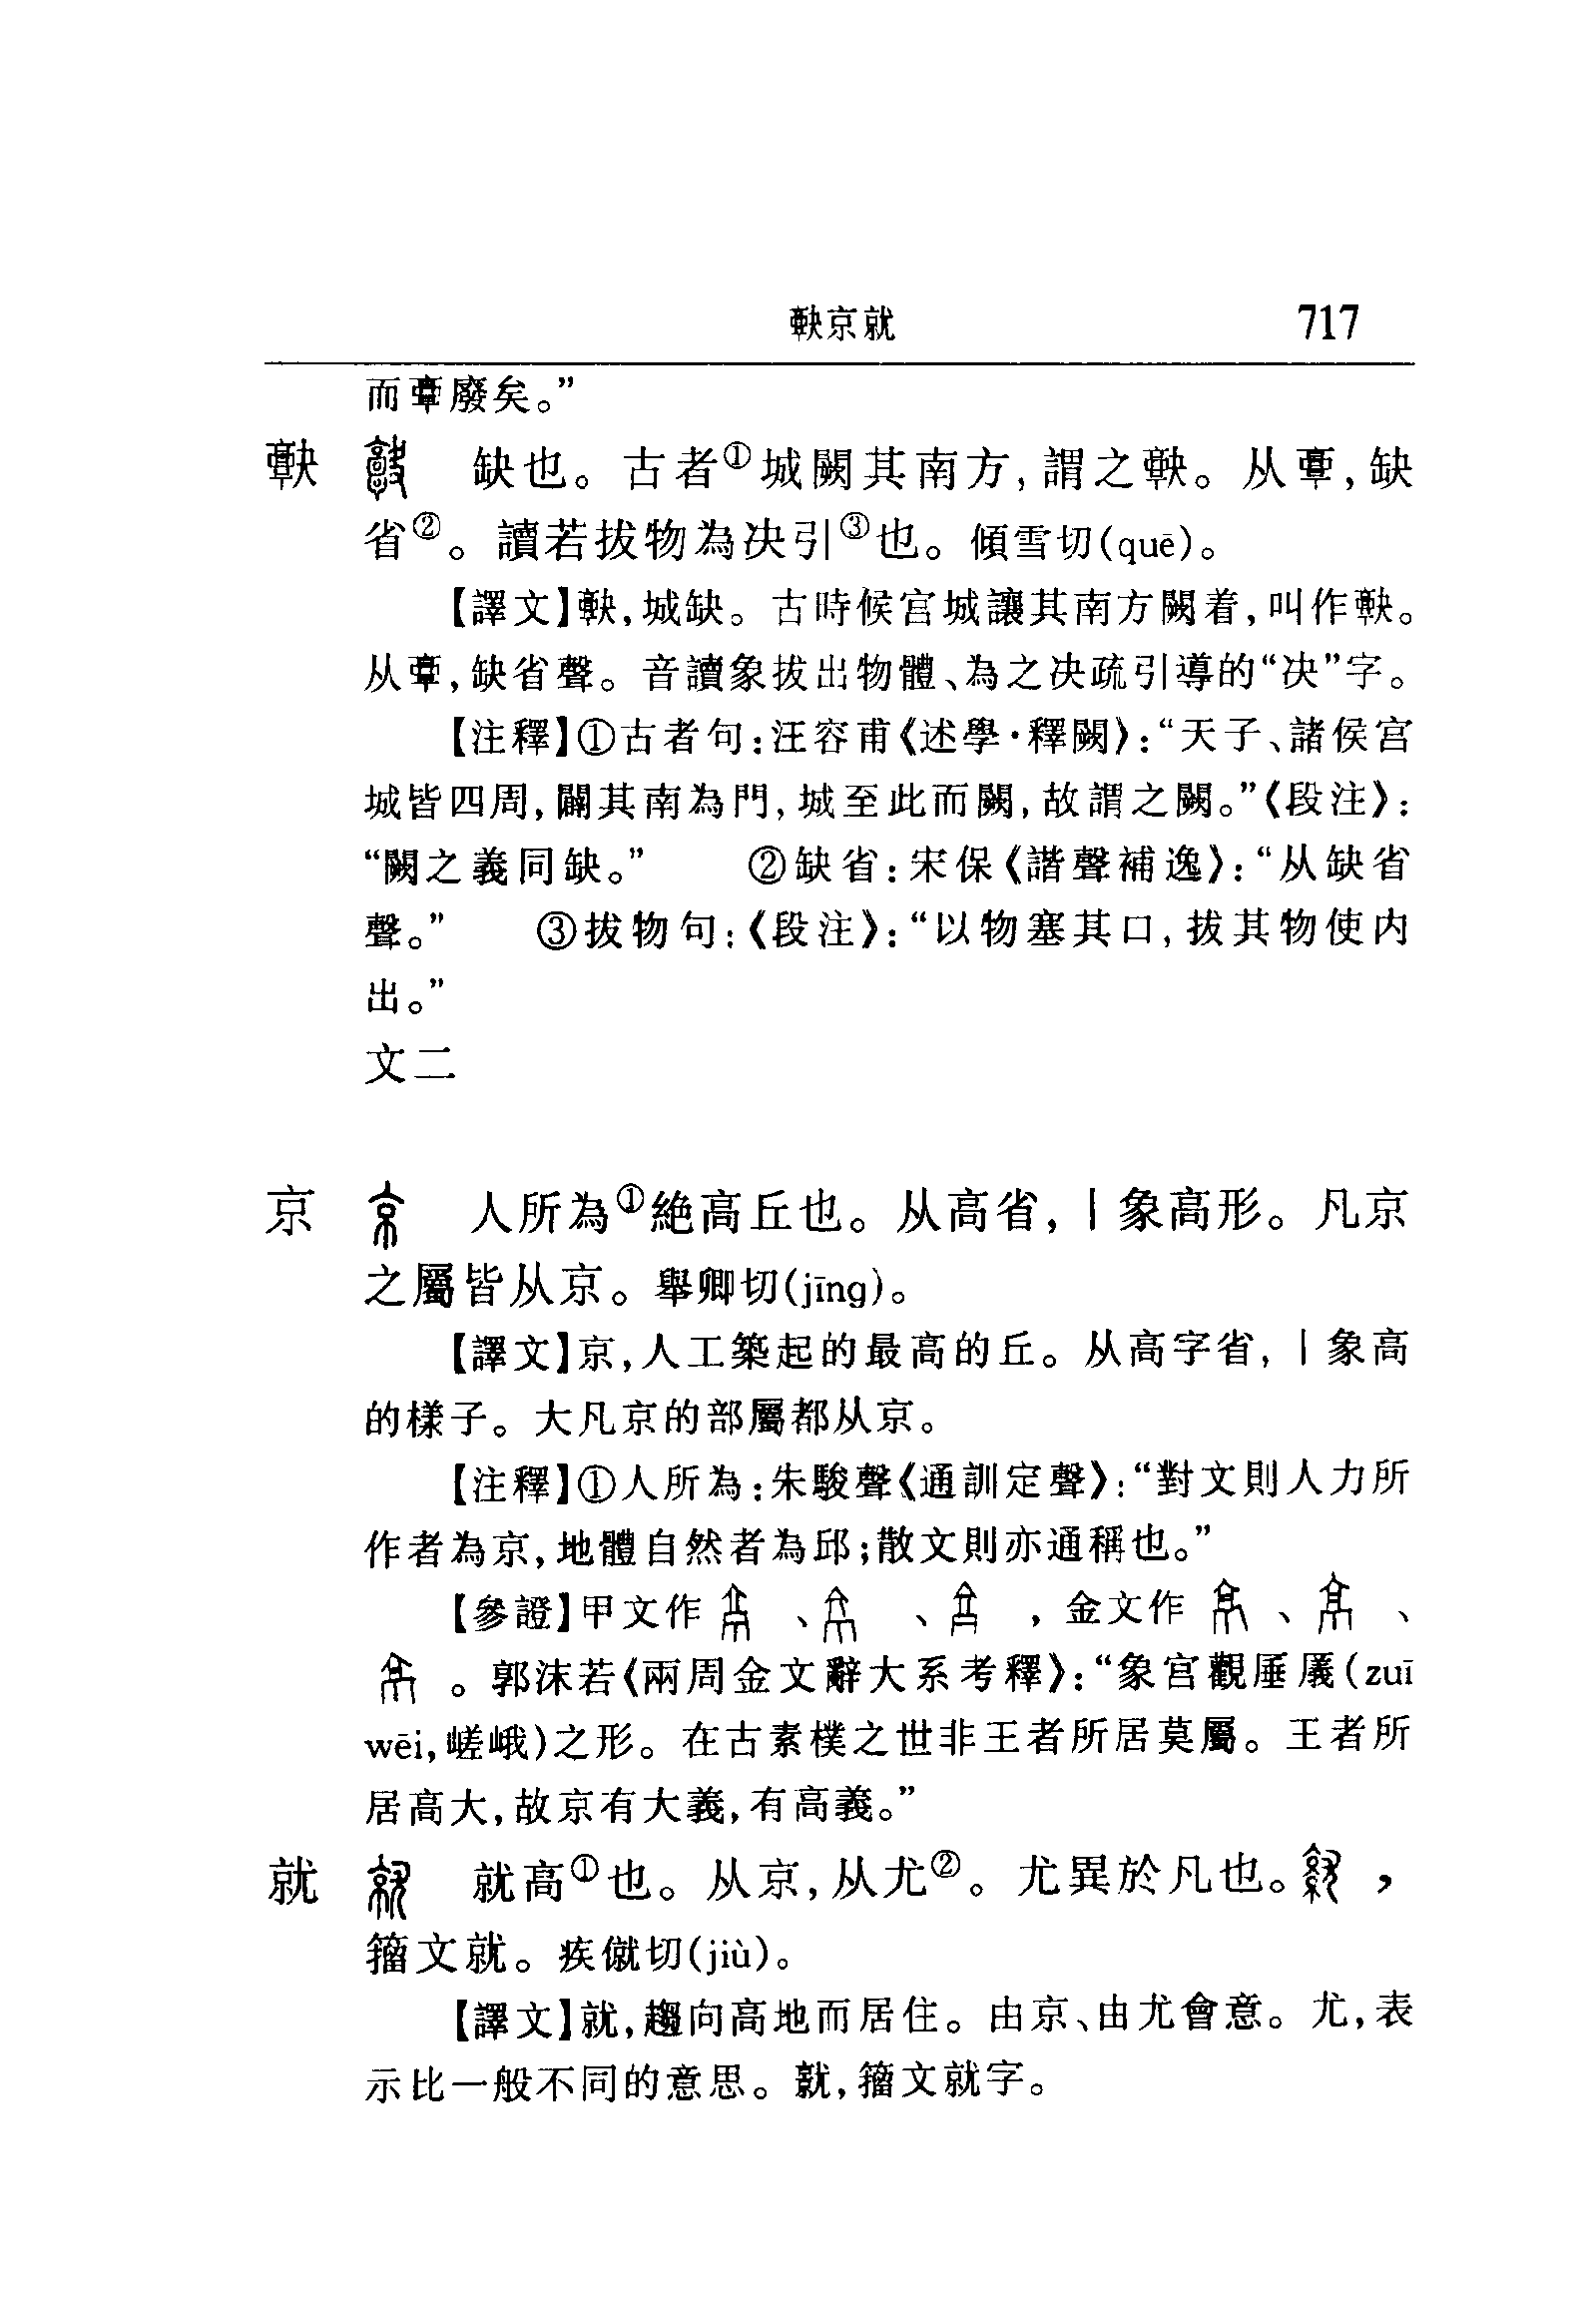 𩫨京就 717
而𩫏廢矣。”
𩫨 缺也。古者①城闕其南方,謂之𩫨。从𩫏,缺
省②。讀若拔物為决引③也。傾雪切(quē)。
【譯文】𩫨,城缺。古時候宫城讓其南方闕着,叫作𩫨。
从𩫏,缺省聲。音讀象拔出物體、為之决疏引導的“决”字。
【注釋】①古者句:汪容甫《述學·釋闕》:“天子、諸侯宫
城皆四周,闢其南為門,城至此而闕,故謂之闕。”《段注》:
“闕之義同缺。” ②缺省:宋保《諧聲補逸》:“从缺省
聲。” ③拔物句:《段注》:“以物塞其口,拔其物使内
出。”
文二
京 人所為①絶高丘也。从高省,丨象高形。凡京
之屬皆从京。舉卿切(jīng)。
【譯文】京,人工築起的最高的丘。从高字省,丨象高
的樣子。大凡京的部屬都从京。
【注釋】①人所為:朱駿聲《通訓定聲》:“對文則人力所
作者為京,地體自然者為邱;散文則亦通稱也。”
【參證】甲文作 、 、 ,金文作 、 、
。郭沫若《兩周金文辭大系考釋》:“象宫觀厜㕒(zuī
wēi,嵯峨)之形。在古素樸之世非王者所居莫屬。王者所
居高大,故京有大義,有高義。”
就 就高①也。从京,从尤②。尤異於凡也。 ,
籀文就。疾僦切(jiù)。
【譯文】就,趨向高地而居住。由京、由尤會意。尤,表
示比一般不同的意思。𡰜,籀文就字。